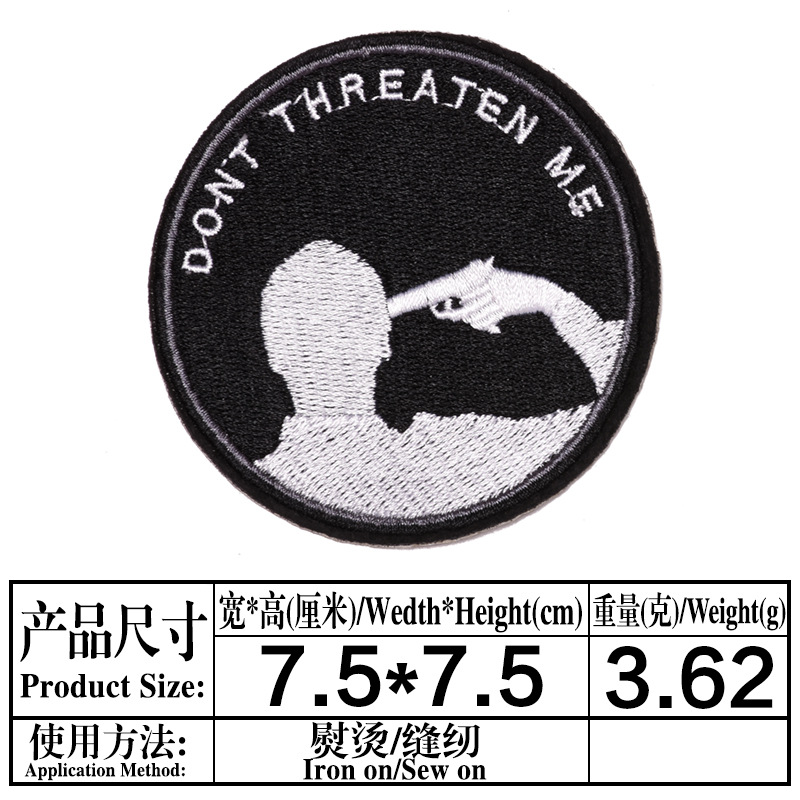 DON'T THREATEN ME
产品尺寸
Product Size:
宽*高(厘米)/Wedth*Height(cm)
重量(克)/Weight(g)
7.5*7.5
3.62
使用方法:
Application Method:
熨烫/缝纫
Iron on/Sew on